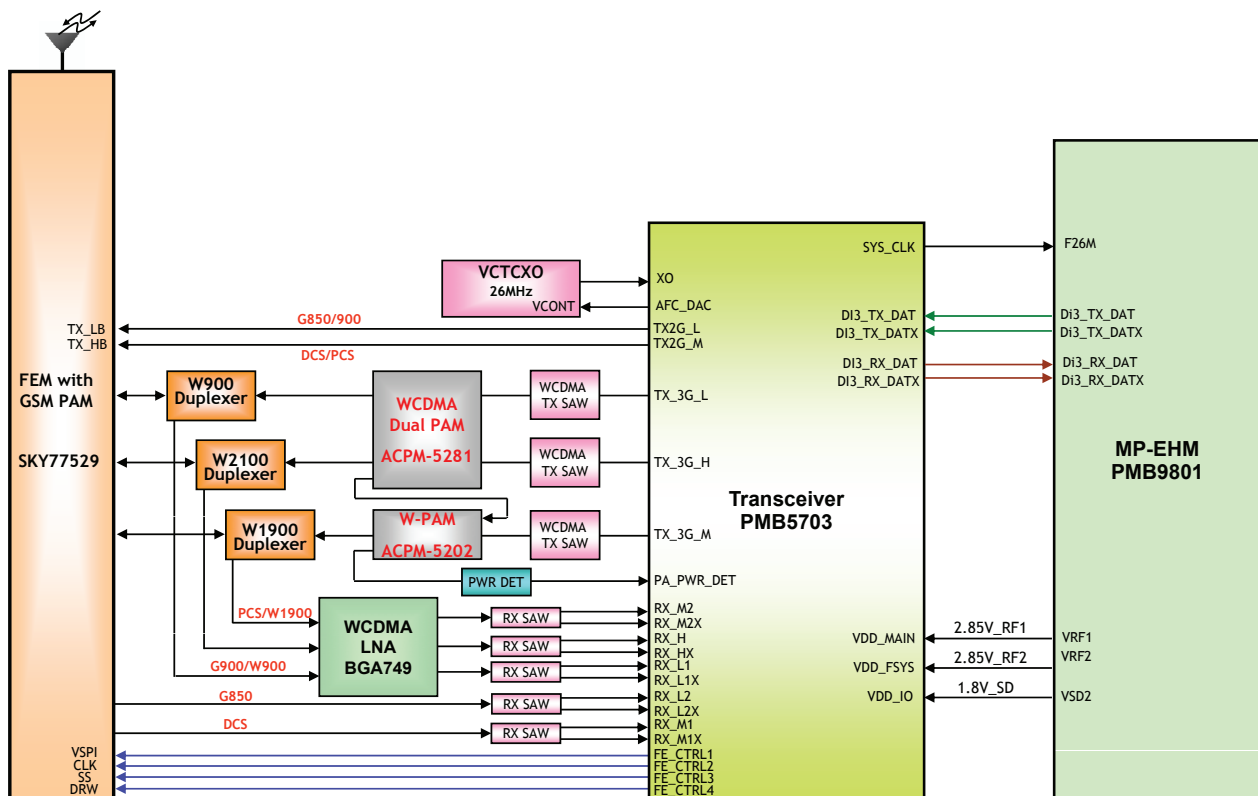 SYS_CLK
F26M
VCTCXO
26MHz
VCONT
XO
AFC_DAC
G850/900
TX_LB
TX2G_L
TX_HB
TX2G_M
DCS/PCS
DI3_TX_DAT
DI3_TX_DATX
Di3_TX_DAT
Di3_TX_DATX
DI3_RX_DAT
DI3_RX_DATX
Di3_RX_DAT
Di3_RX_DATX
FEM with
GSM PAM
SKY77529
W900
Duplexer
WCDMA
Dual PAM
ACPM-5281
WCDMA
TX SAW
TX_3G_L
W2100
Duplexer
WCDMA
TX SAW
TX_3G_H
MP-EHM
PMB9801
Transceiver
PMB5703
W1900
Duplexer
W-PAM
ACPM-5202
WCDMA
TX SAW
TX_3G_M
PWR DET
PA_PWR_DET
PCS/W1900
WCDMA
LNA
BGA749
G900/W900
RX SAW
RX_M2
RX_M2X
RX SAW
RX_H
RX_HX
RX SAW
RX_L1
RX_L1X
G850
RX SAW
RX_L2
RX_L2X
DCS
RX SAW
RX_M1
RX_M1X
VDD_MAIN
2.85V_RF1
VRF1
VDD_FSYS
2.85V_RF2
VRF2
VDD_IO
1.8V_SD
VSD2
VSPI
FE_CTRL1
CLK
FE_CTRL2
SS
FE_CTRL3
DRW
FE_CTRL4